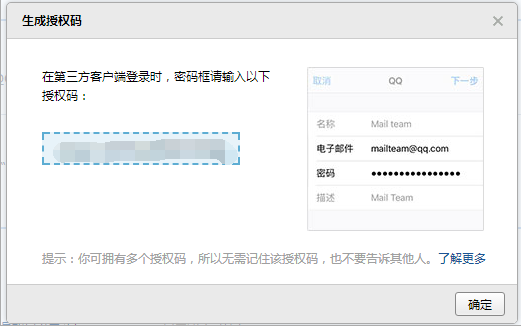 生成授权码
在第三方客户端登录时，密码框请输入以下
授权码：
取消 QQ 下一步
名称 Mail team
电子邮件 mailteam@qq.com
密码 ●●●●●●●●●●●●●●●●
描述 Mail Team
提示：你可拥有多个授权码，所以无需记住该授权码，也不要告诉其他人。了解更多
确定